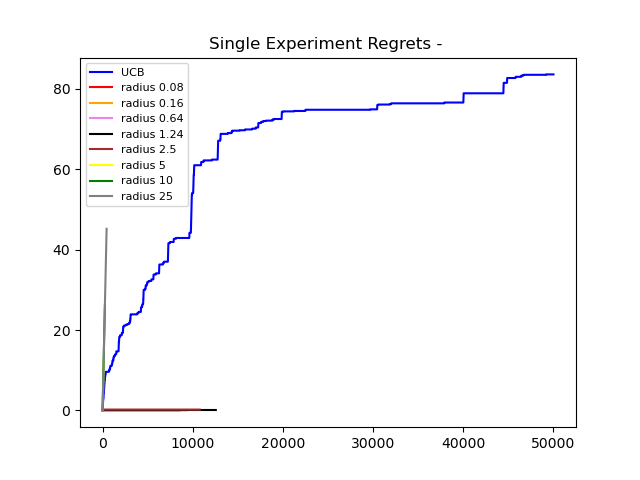 Single Experiment Regrets -
UCB
radius 0.08
radius 0.16
radius 0.64
radius 1.24
radius 2.5
radius 5
radius 10
radius 25
80
60
40
20
0
0 10000 20000 30000 40000 50000